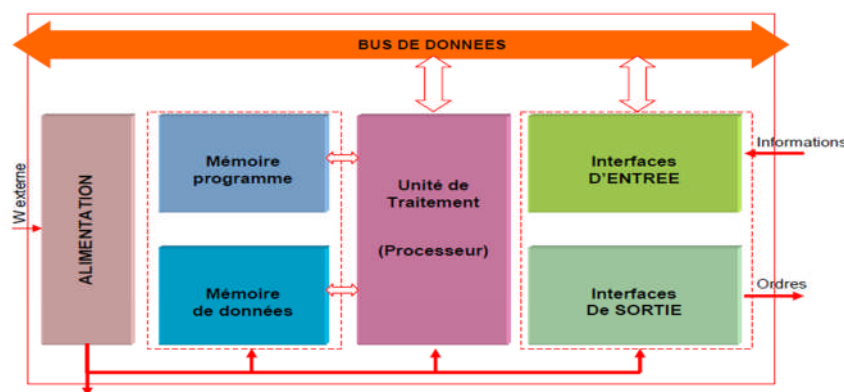 BUS DE DONNEES
W externe
ALIMENTATION
Mémoire
programme
Mémoire
de données
Unité de
Traitement
(Processeur)
Interfaces
D'ENTREE
Interfaces
De SORTIE
Informations
Ordres